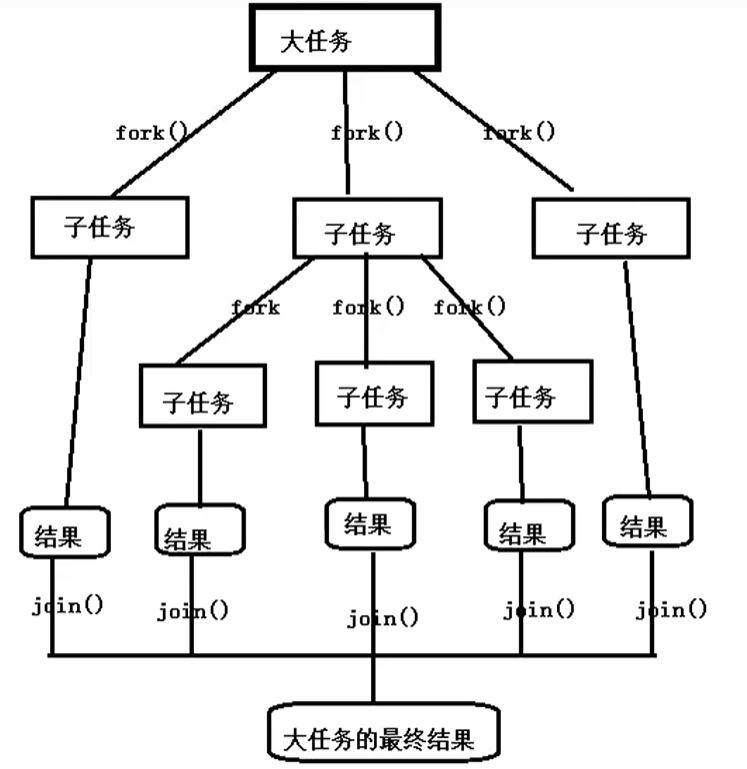 大任务
fork()
fork()
fork()
子任务
子任务
子任务
fork
fork()
fork()
子任务
子任务
子任务
结果
结果
结果
结果
结果
join()
join()
join()
join()
join()
大任务的最终结果